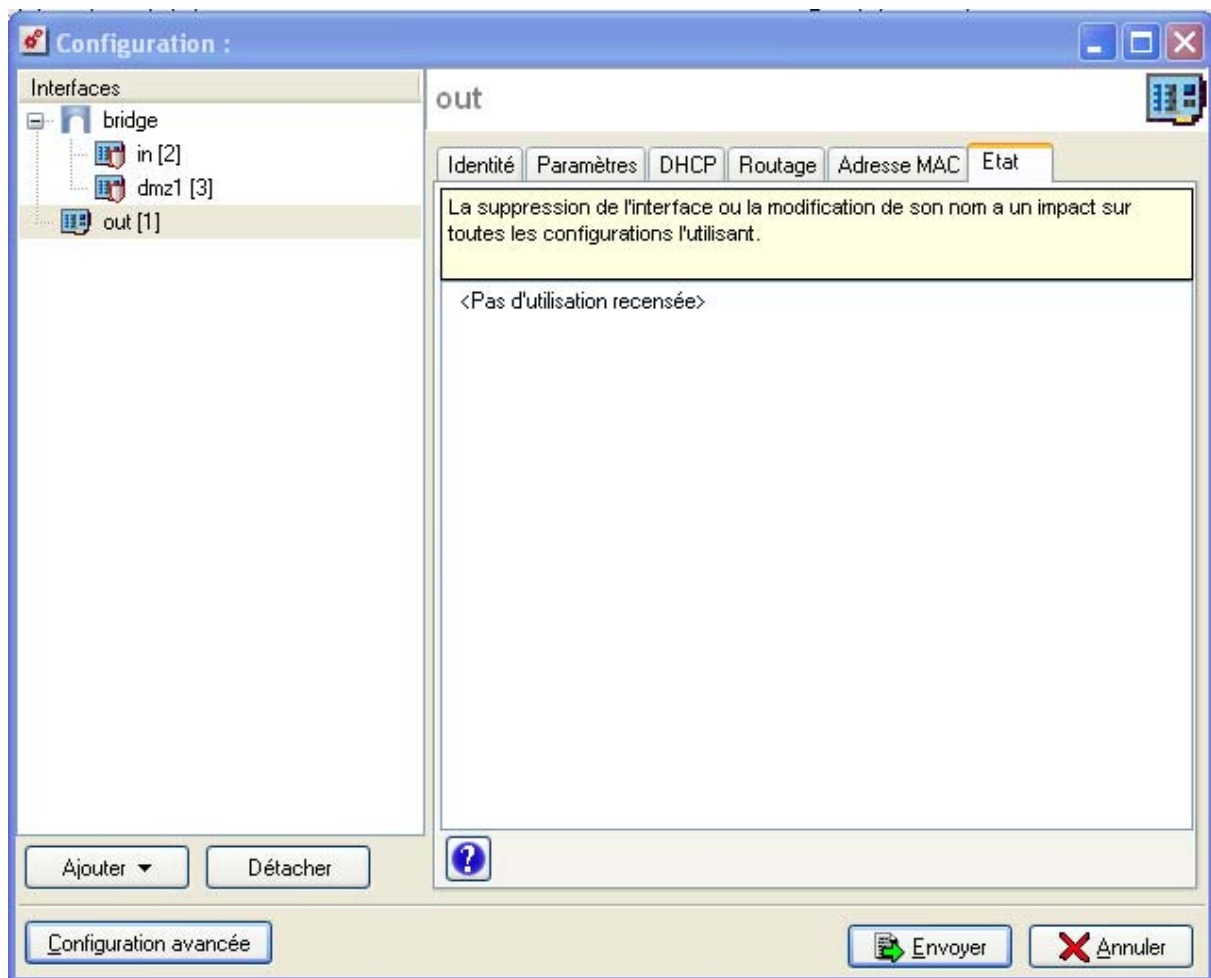 Configuration :
Interfaces
bridge
in [2]
dmz1 [3]
out [1]
out
Identité Paramètres DHCP Routage Adresse MAC Etat
La suppression de l'interface ou la modification de son nom a un impact sur
toutes les configurations l'utilisant.
<Pas d'utilisation recensée>
Ajouter Détacher
Configuration avancée Envoyer Annuler